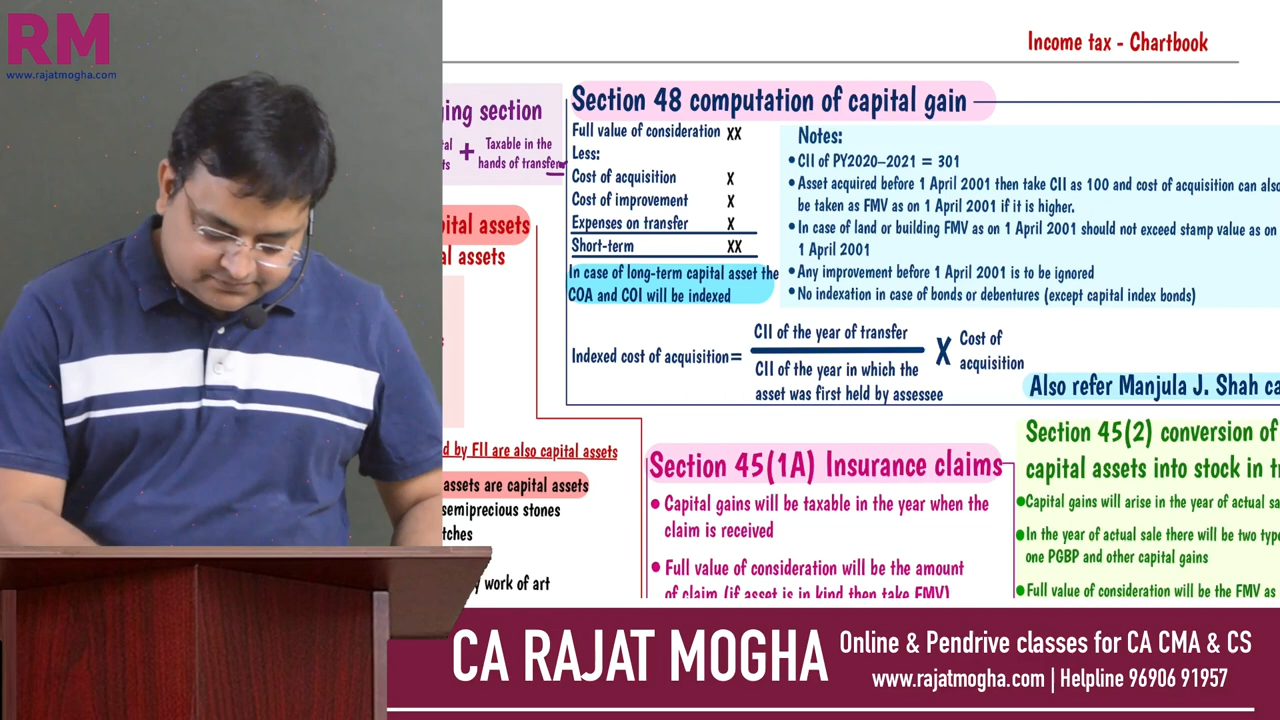 RM
www.rajatmogha.com
Income tax - Chartbook
section
+
Taxable in the
hands of transferor
Section 48 computation of capital gain
Full value of consideration XX
Less:
Cost of acquisition X
Cost of improvement X
Expenses on transfer X
Short-term XX
In case of long-term capital asset the
COA and COI will be indexed
Notes:
• CII of PY2020–2021 = 301
• Asset acquired before 1 April 2001 then take CII as 100 and cost of acquisition can also
be taken as FMV as on 1 April 2001 if it is higher.
• In case of land or building FMV as on 1 April 2001 should not exceed stamp value as on
1 April 2001
• Any improvement before 1 April 2001 is to be ignored
• No indexation in case of bonds or debentures (except capital index bonds)
Indexed cost of acquisition=
CII of the year of transfer
CII of the year in which the
asset was first held by assessee
X
Cost of
acquisition
Also refer Manjula J. Shah
assets
assets
by FII are also capital assets
assets are capital assets
semiprecious stones
work of art
Section 45(1A) Insurance claims
• Capital gains will be taxable in the year when the
claim is received
• Full value of consideration will be the amount
of claim (if asset is in kind then take FMV)
Section 45(2) conversion of
capital assets into stock in
• Capital gains will arise in the year of actual
• In the year of actual sale there will be two
one PGBP and other capital gains
• Full value of consideration will be the FMV as
CA RAJAT MOGHA
Online & Pendrive classes for CA CMA & CS
www.rajatmogha.com | Helpline 96906 91957